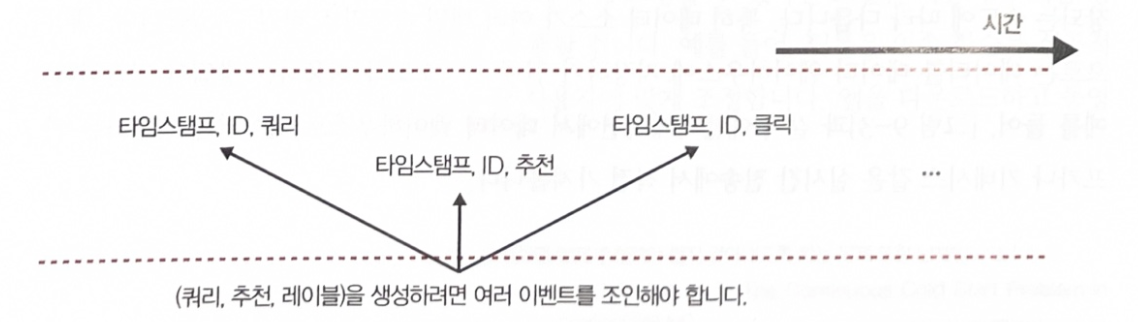 시간
타임스탬프, ID, 쿼리
타임스탬프, ID, 추천
타임스탬프, ID, 클릭
...
(쿼리, 추천, 레이블)을 생성하려면 여러 이벤트를 조인해야 합니다.